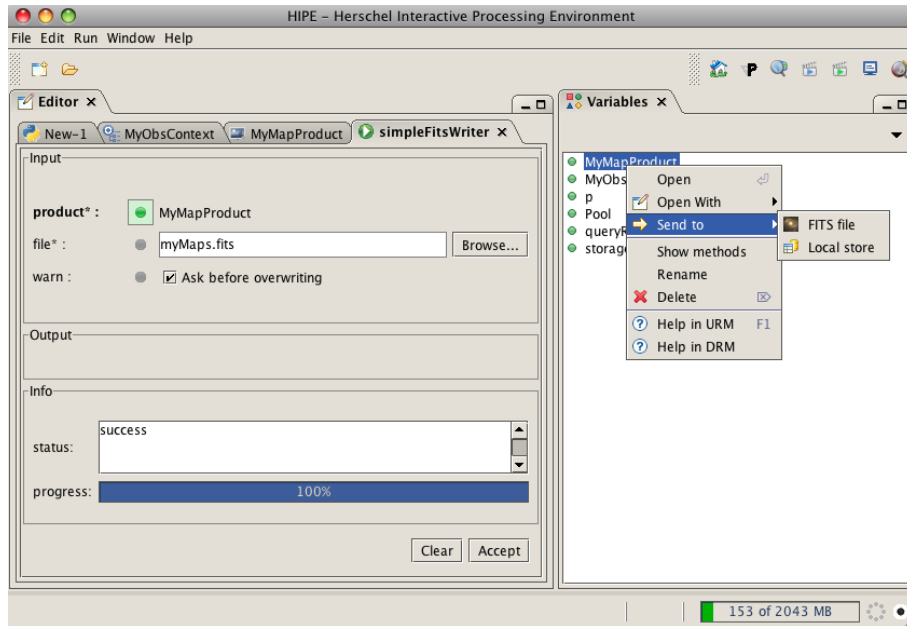 HIPE – Herschel Interactive Processing Environment
File Edit Run Window Help
Editor
Variables
New-1 MyObsContext MyMapProduct simpleFitsWriter
Input
product* : MyMapProduct
file* : myMaps.fits Browse...
warn : Ask before overwriting
Output
Info
status: success
progress: 100%
Clear Accept
MyMapProduct
MyObs
p
Pool
queryR
storag
Open
Open With
Send to
Show methods
Rename
Delete
Help in URM F1
Help in DRM
FITS file
Local store
153 of 2043 MB